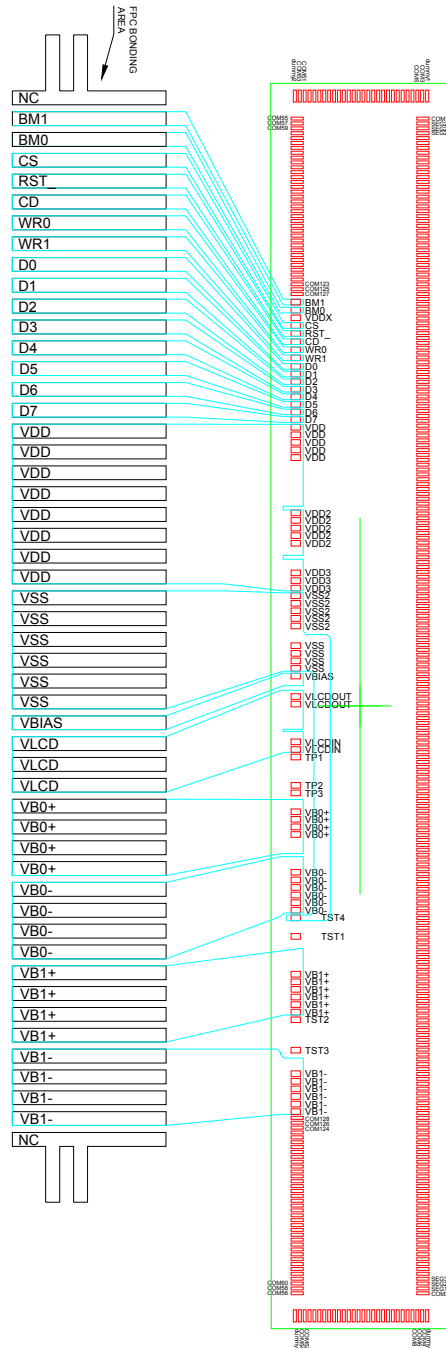 FPC BONDING
AREA
NC
BM1
BM0
CS
RST_
CD
WR0
WR1
D0
D1
D2
D3
D4
D5
D6
D7
VDD
VDD
VDD
VDD
VDD
VDD
VDD
VDD
VSS
VSS
VSS
VSS
VSS
VSS
VBIAS
VLCD
VLCD
VLCD
VB0+
VB0+
VB0+
VB0+
VB0-
VB0-
VB0-
VB0-
VB1+
VB1+
VB1+
VB1+
VB1-
VB1-
VB1-
VB1-
NC
COM51
COM53
dummy2
dummy1
COM3
COM5
COM55
COM57
COM59
COM123
COM125
COM127
BM1
BM0
VDDX
CS
RST_
CD
WR0
WR1
D0
D1
D2
D3
D4
D5
D6
D7
VDD
VDD
VDD
VDD
VDD
VDD2
VDD2
VDD2
VDD2
VDD2
VDD3
VDD3
VDD3
VSS2
VSS2
VSS2
VSS2
VSS2
VSS
VSS
VSS
VSS
VBIAS
VLCDOUT
VLCDOUT
VLCDIN
VLCDIN
TP1
TP2
TP3
VB0+
VB0+
VB0+
VB0+
VB0-
VB0-
VB0-
VB0-
VB0-
VB0-
TST4
TST1
VB1+
VB1+
VB1+
VB1+
VB1+
VB1+
TST2
TST3
VB1-
VB1-
VB1-
VB1-
VB1-
VB1-
COM128
COM126
COM124
COM60
COM58
COM56